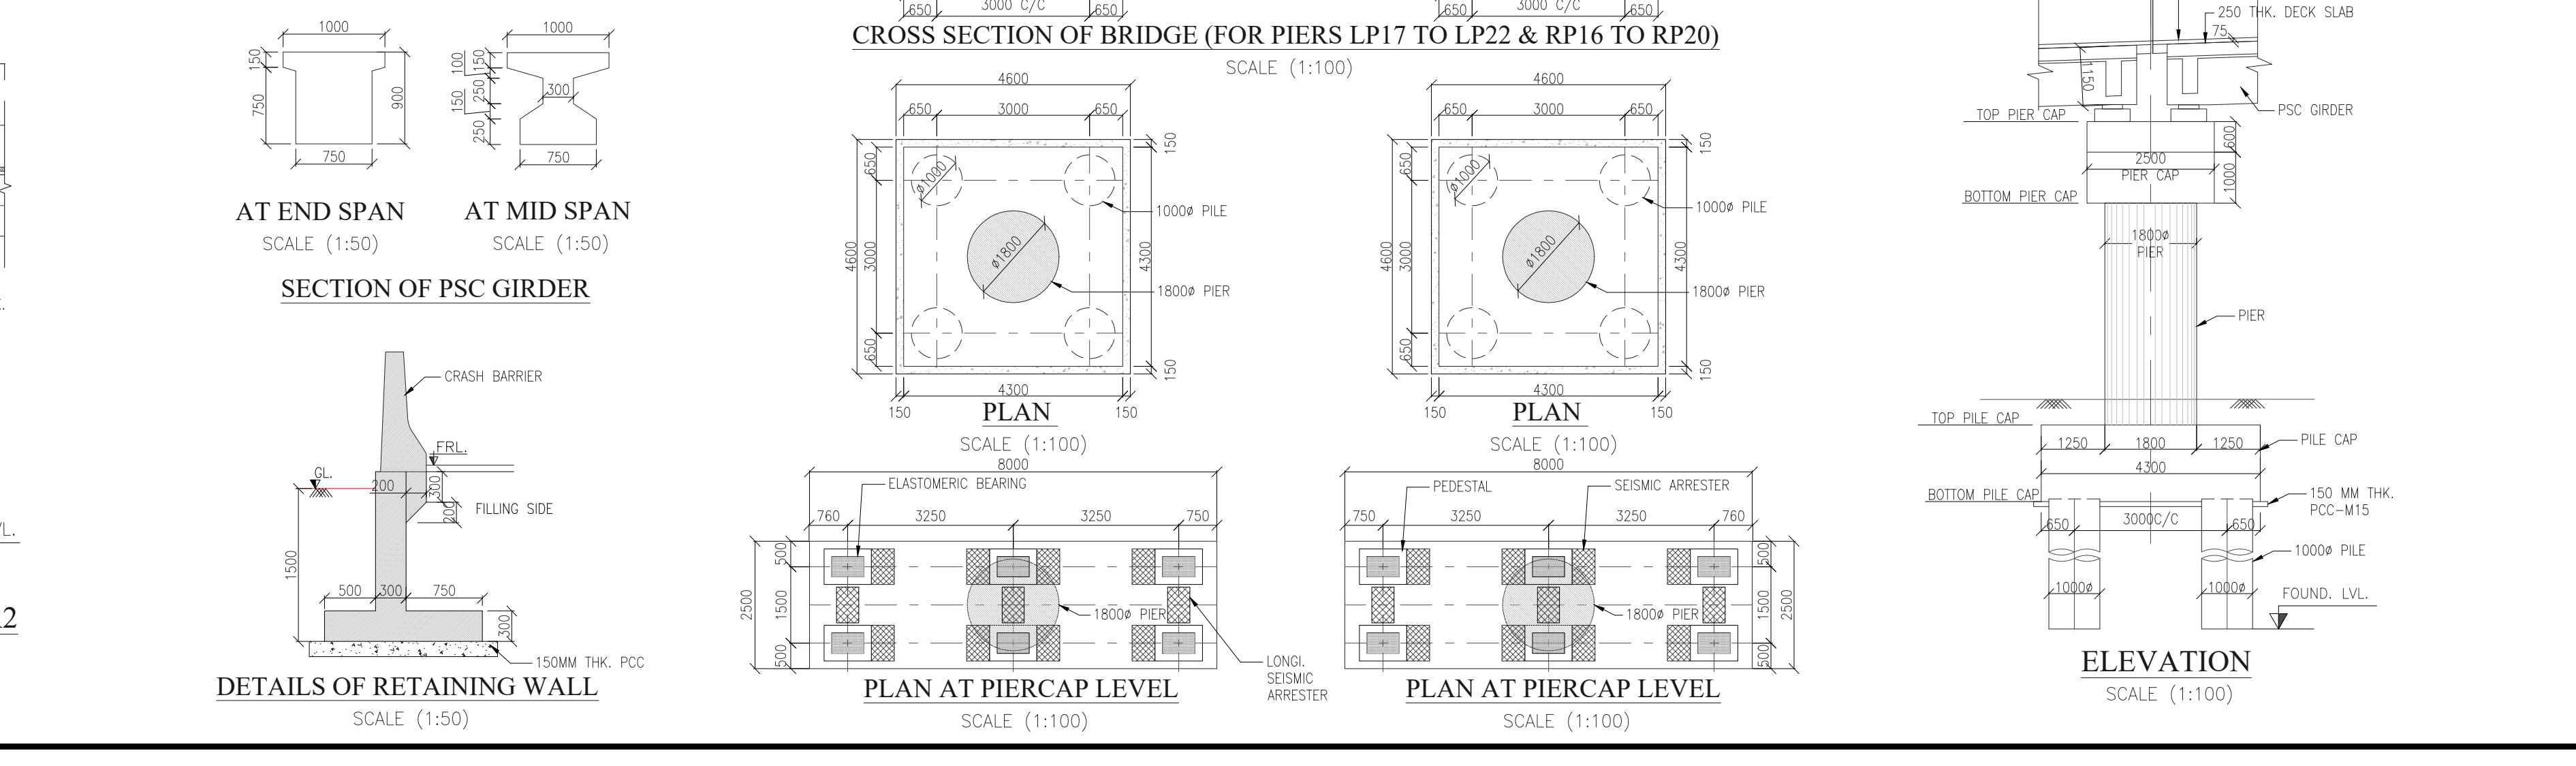 1000
150
750
900
750
AT END SPAN
SCALE (1:50)
1000
100
150
250
150
250
300
750
AT MID SPAN
SCALE (1:50)
SECTION OF PSC GIRDER
CRASH BARRIER
FRL.
GL.
200
300
200
FILLING SIDE
1500
500
300
750
300
150MM THK. PCC
DETAILS OF RETAINING WALL
SCALE (1:50)
650
3000 C/C
650
650
3000 C/C
650
CROSS SECTION OF BRIDGE (FOR PIERS LP17 TO LP22 & RP16 TO RP20)
SCALE (1:100)
4600
650
3000
650
150
650
ø1000
1000ø PILE
4600
3000
ø1800
4300
1800ø PIER
650
150
4300
150
150
PLAN
SCALE (1:100)
4600
650
3000
650
150
650
ø1000
1000ø PILE
4600
3000
ø1800
4300
1800ø PIER
650
150
4300
150
150
PLAN
SCALE (1:100)
8000
ELASTOMERIC BEARING
760
3250
3250
750
500
2500
1500
500
1800ø PIER
LONGI.
SEISMIC
ARRESTER
PLAN AT PIERCAP LEVEL
SCALE (1:100)
8000
PEDESTAL
SEISMIC ARRESTER
750
3250
3250
760
500
1500
2500
500
1800ø PIER
PLAN AT PIERCAP LEVEL
SCALE (1:100)
250 THK. DECK SLAB
75
1150
PSC GIRDER
TOP PIER CAP
600
2500
PIER CAP
1000
BOTTOM PIER CAP
1800ø
PIER
PIER
TOP PILE CAP
1250
1800
1250
PILE CAP
4300
BOTTOM PILE CAP
150 MM THK.
PCC-M15
650
3000C/C
650
1000ø PILE
1000ø
1000ø
FOUND. LVL.
ELEVATION
SCALE (1:100)